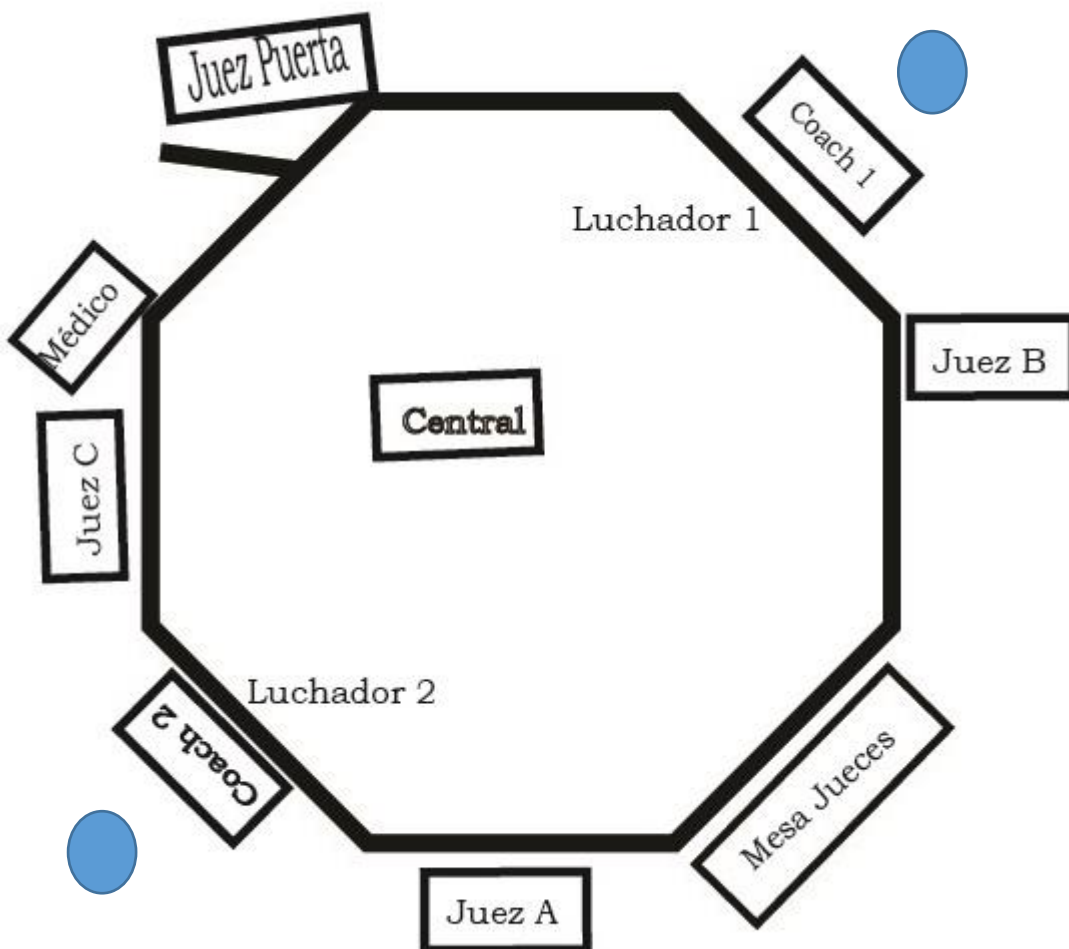 Juez Puerta
Coach 1
Luchador 1
Médico
Juez B
Central
Juez C
Luchador 2
Coach 2
Mesa Jueces
Juez A